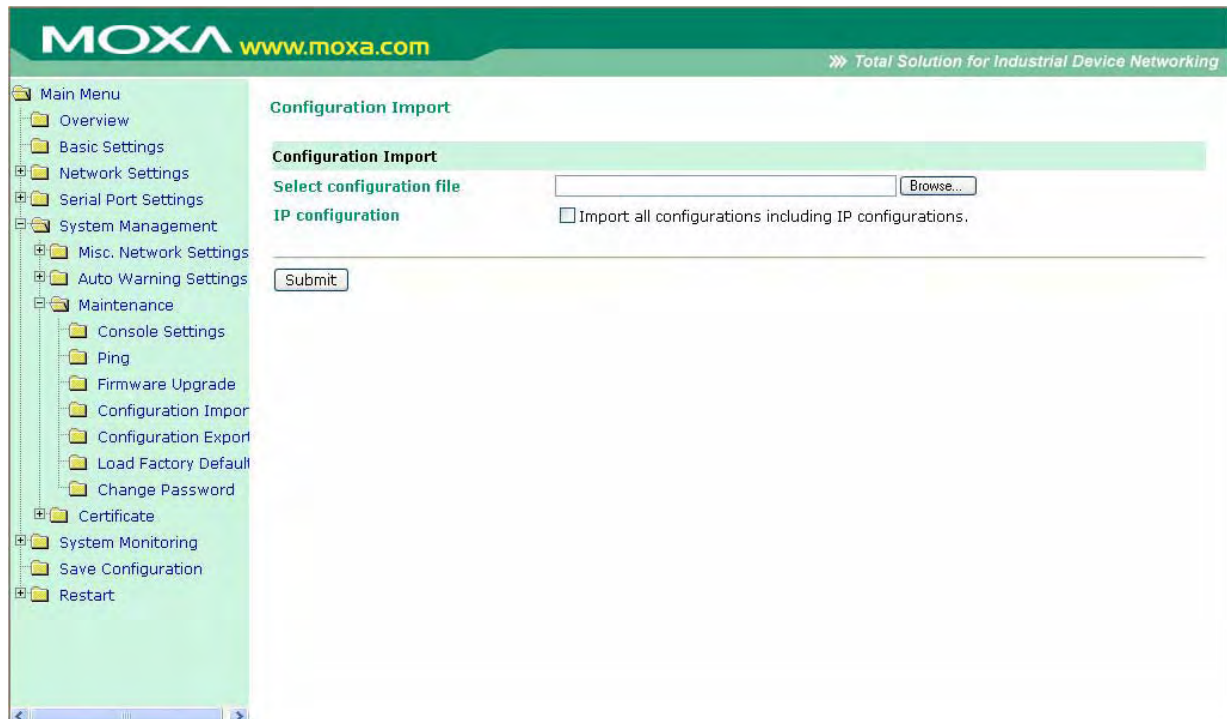 MOXA www.moxa.com
Total Solution for Industrial Device Networking
Main Menu
Overview
Basic Settings
Network Settings
Serial Port Settings
System Management
Misc. Network Settings
Auto Warning Settings
Maintenance
Console Settings
Ping
Firmware Upgrade
Configuration Impor
Configuration Export
Load Factory Default
Change Password
Certificate
System Monitoring
Save Configuration
Restart
Configuration Import
Configuration Import
Select configuration file Browse...
IP configuration Import all configurations including IP configurations.
Submit